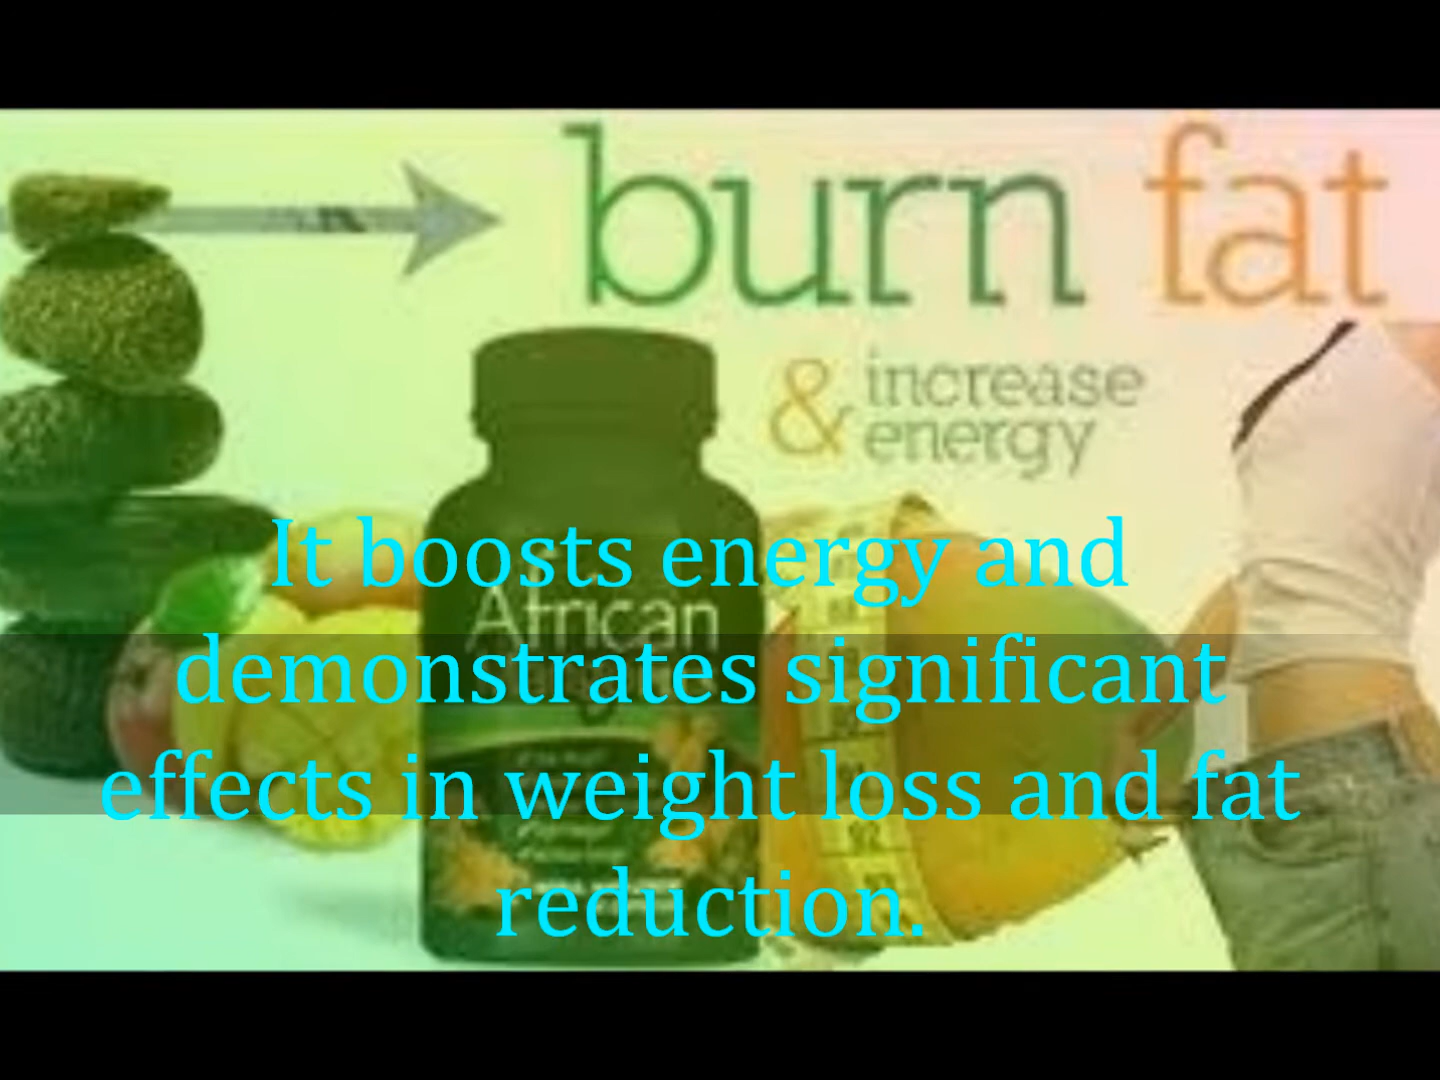 burn fat
& increase
energy
It boosts energy and
African
demonstrates significant
effects in weight loss and fat
reduction.